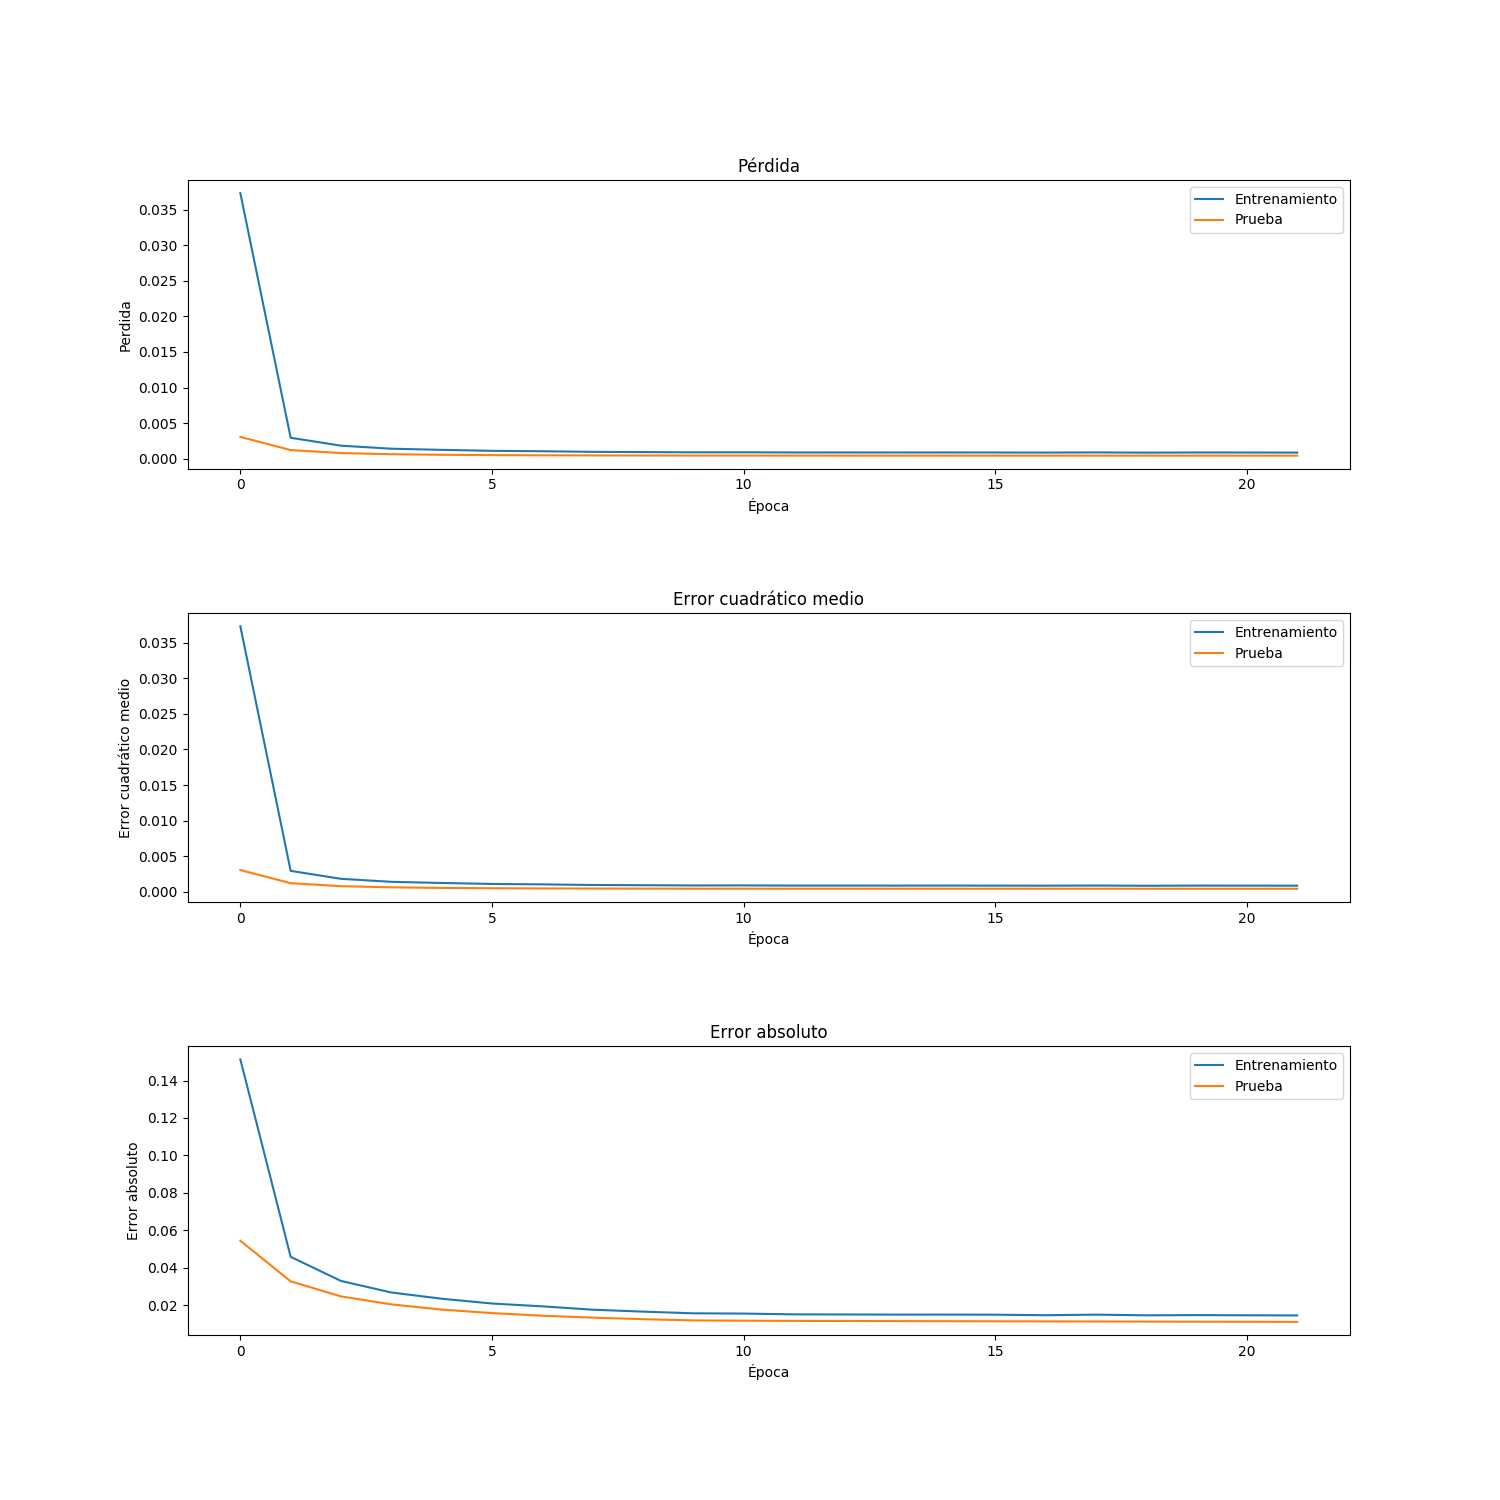 Pérdida
0.035
0.030
0.025
0.020
0.015
0.010
0.005
0.000
Perdida
Entrenamiento
Prueba
0 5 10 15 20
Época
Error cuadrático medio
0.035
0.030
0.025
0.020
0.015
0.010
0.005
0.000
Error cuadrático medio
Entrenamiento
Prueba
0 5 10 15 20
Época
Error absoluto
0.14
0.12
0.10
0.08
0.06
0.04
0.02
Error absoluto
Entrenamiento
Prueba
0 5 10 15 20
Época